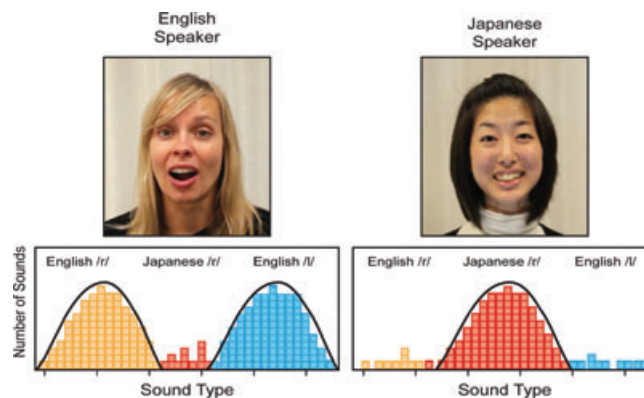 English
Speaker
Japanese
Speaker
English /r/ Japanese /r/ English /l/
English /r/ Japanese /r/ English /l/
Number of Sounds
Sound Type
Sound Type